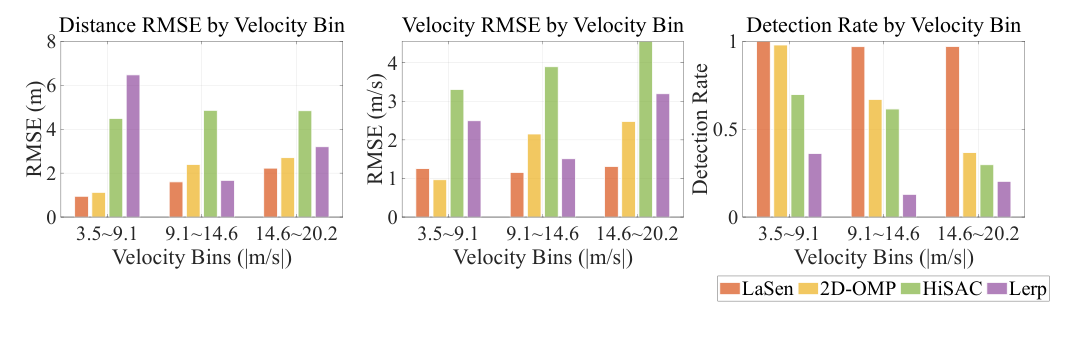 Distance RMSE by Velocity Bin
RMSE (m)
8
6
4
2
0
3.5~9.1 9.1~14.6 14.6~20.2
Velocity Bins (|m/s|)
Velocity RMSE by Velocity Bin
RMSE (m/s)
4
3
2
1
0
3.5~9.1 9.1~14.6 14.6~20.2
Velocity Bins (|m/s|)
Detection Rate by Velocity Bin
Detection Rate
1
0.5
0
3.5~9.1 9.1~14.6 14.6~20.2
Velocity Bins (|m/s|)
LaSen 2D-OMP HiSAC Lerp